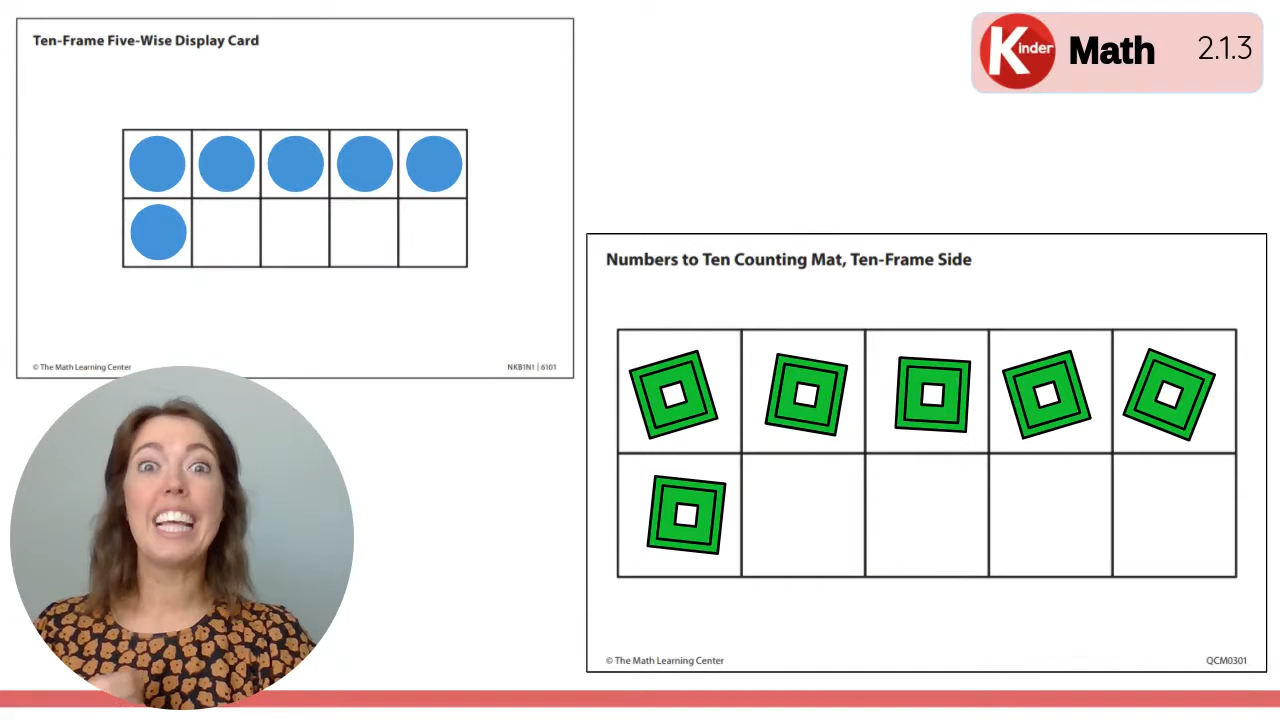 Ten-Frame Five-Wise Display Card
© The Math Learning Center
NKB1N1 | 6101
Kinder Math 2.1.3
Numbers to Ten Counting Mat, Ten-Frame Side
© The Math Learning Center
QCM0301